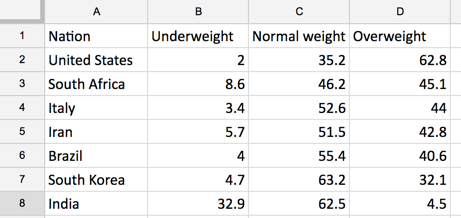 A B C D
1 Nation Underweight Normal weight Overweight
2 United States 2 35.2 62.8
3 South Africa 8.6 46.2 45.1
4 Italy 3.4 52.6 44
5 Iran 5.7 51.5 42.8
6 Brazil 4 55.4 40.6
7 South Korea 4.7 63.2 32.1
8 India 32.9 62.5 4.5